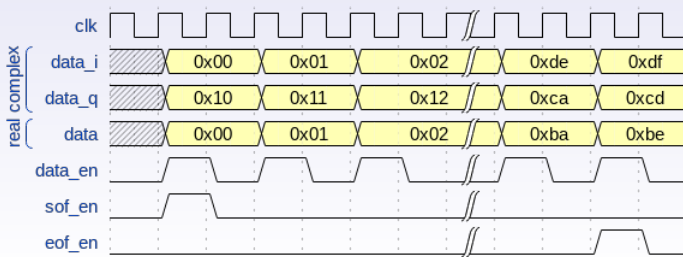 clk
complex
data_i 0x00 0x01 0x02 0xde 0xdf
data_q 0x10 0x11 0x12 0xca 0xcd
real
data 0x00 0x01 0x02 0xba 0xbe
data_en
sof_en
eof_en